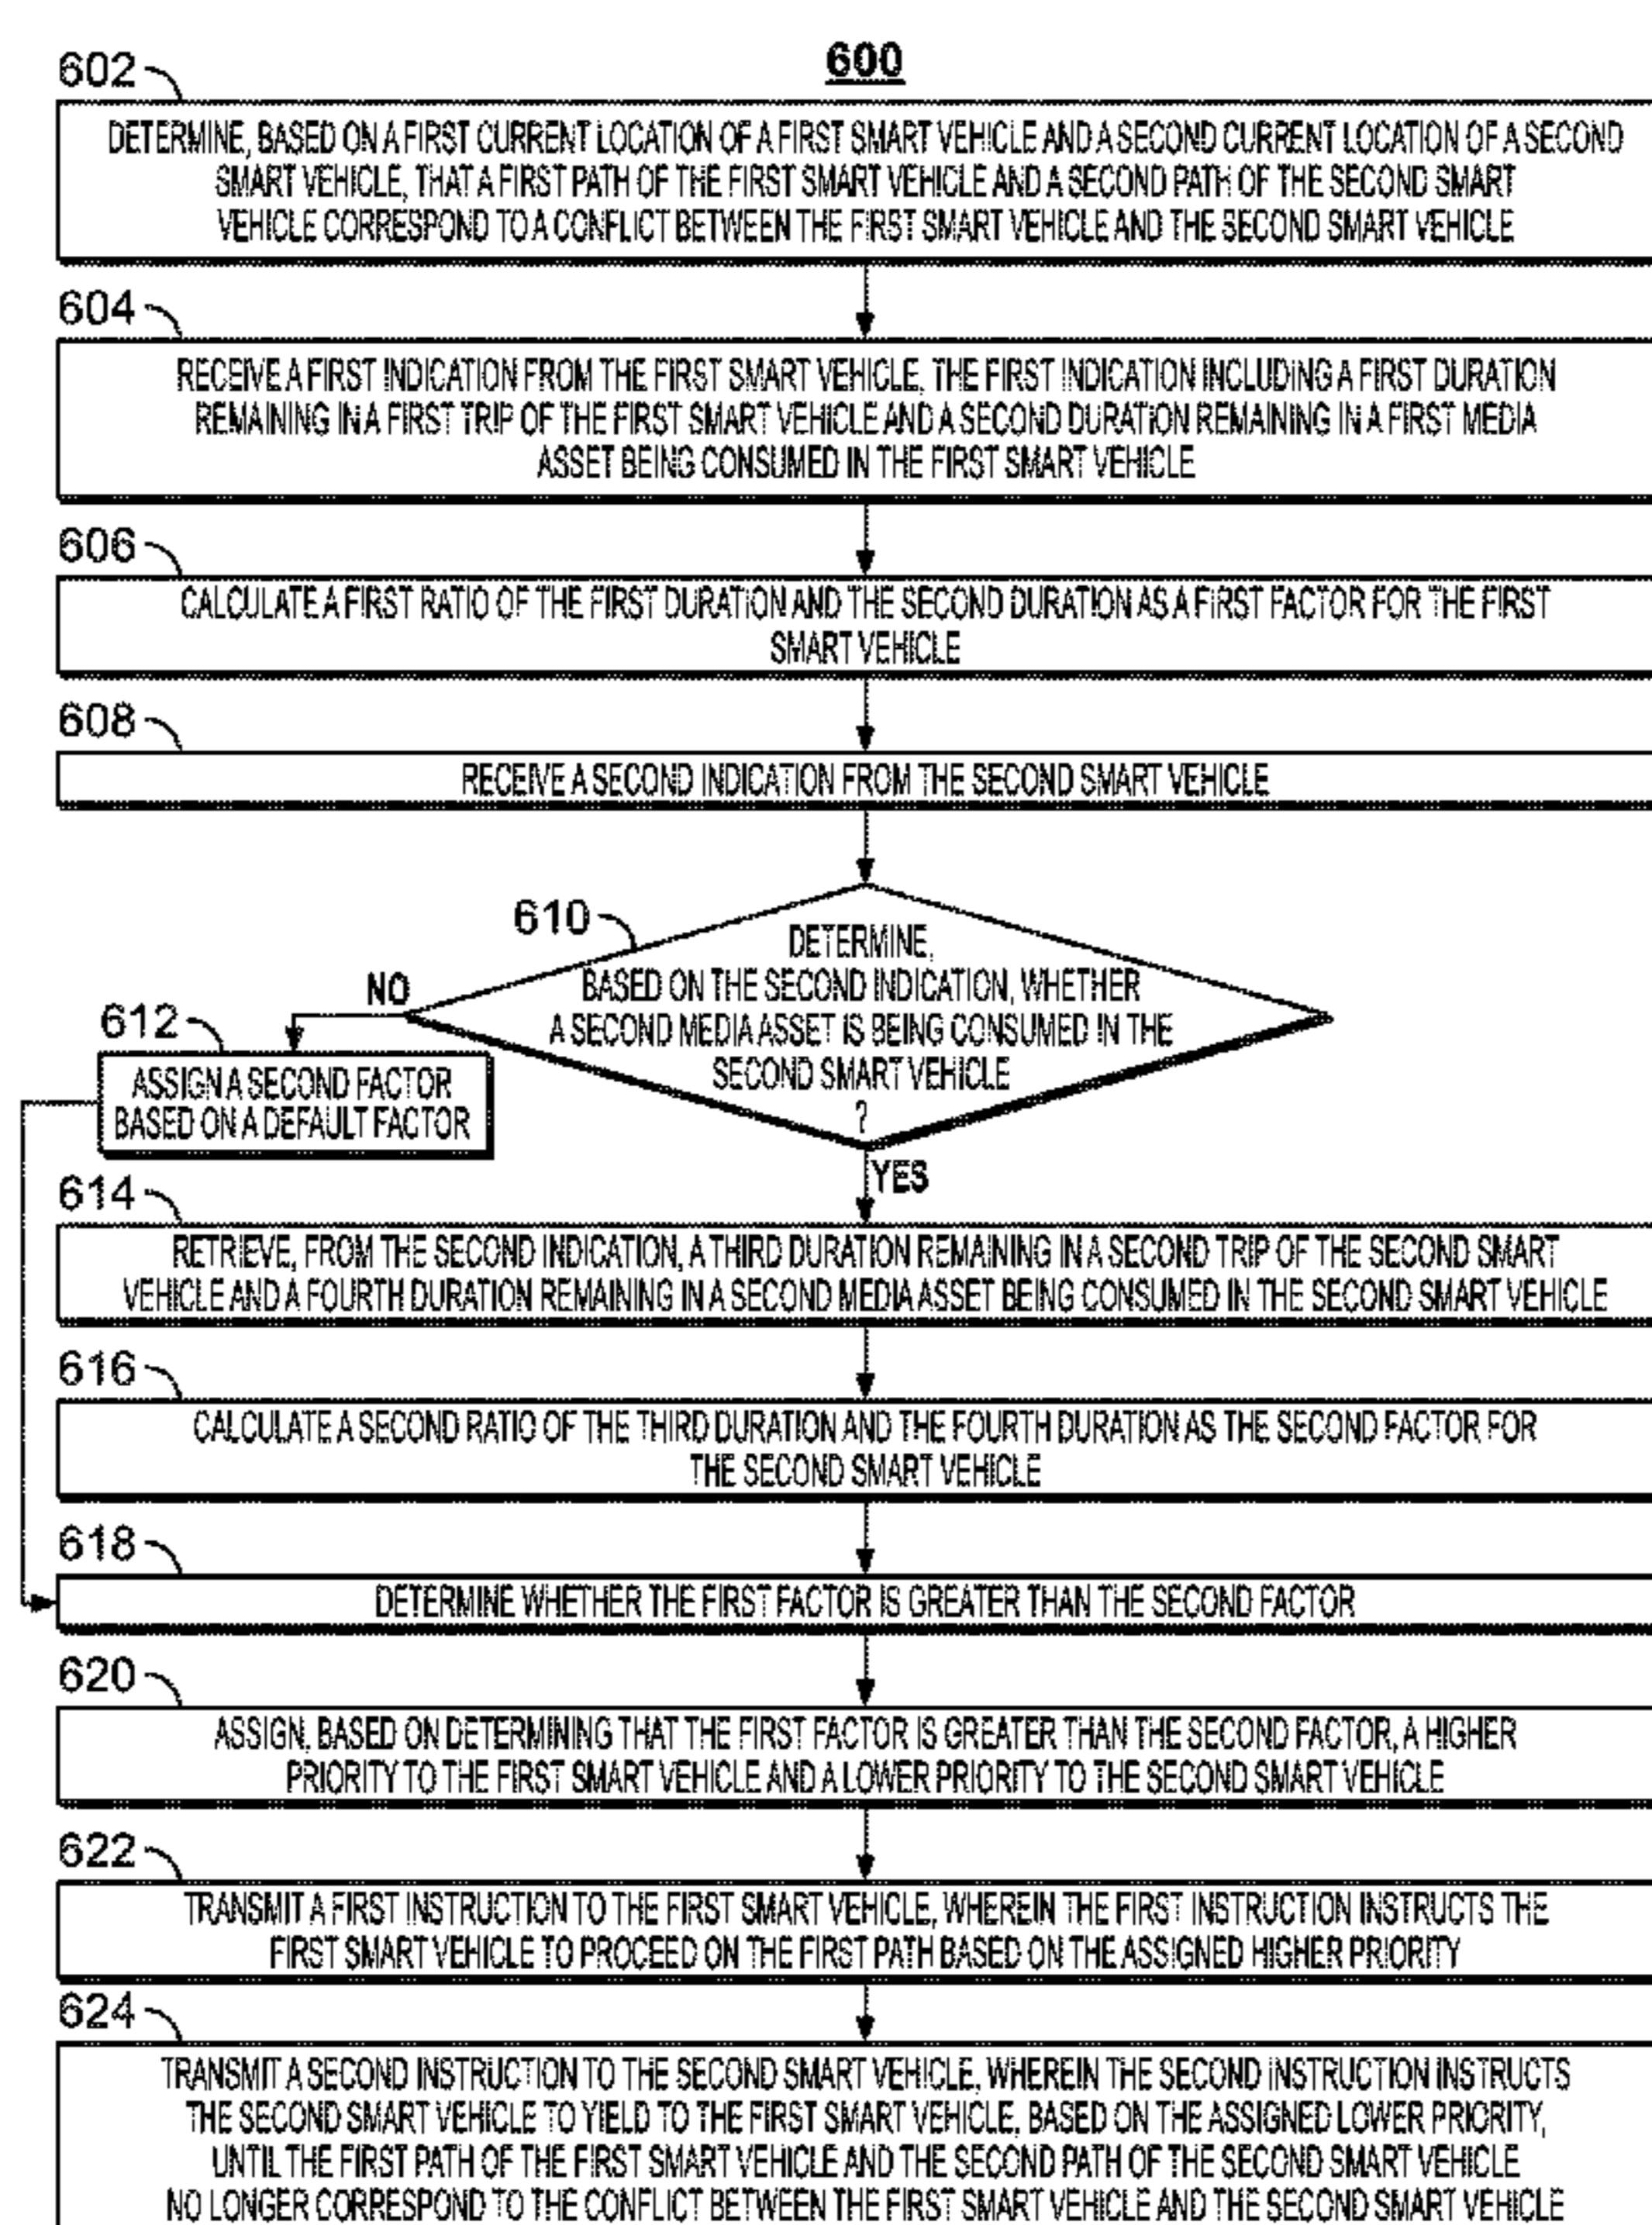 600
602
DETERMINE, BASED ON A FIRST CURRENT LOCATION OF A FIRST SMART VEHICLE AND A SECOND CURRENT LOCATION OF A SECOND
SMART VEHICLE, THAT A FIRST PATH OF THE FIRST SMART VEHICLE AND A SECOND PATH OF THE SECOND SMART
VEHICLE CORRESPOND TO A CONFLICT BETWEEN THE FIRST SMART VEHICLE AND THE SECOND SMART VEHICLE
604
RECEIVE A FIRST INDICATION FROM THE FIRST SMART VEHICLE, THE FIRST INDICATION INCLUDING A FIRST DURATION
REMAINING IN A FIRST TRIP OF THE FIRST SMART VEHICLE AND A SECOND DURATION REMAINING IN A FIRST MEDIA
ASSET BEING CONSUMED IN THE FIRST SMART VEHICLE
606
CALCULATE A FIRST RATIO OF THE FIRST DURATION AND THE SECOND DURATION AS A FIRST FACTOR FOR THE FIRST
SMART VEHICLE
608
RECEIVE A SECOND INDICATION FROM THE SECOND SMART VEHICLE
610
DETERMINE,
BASED ON THE SECOND INDICATION, WHETHER
A SECOND MEDIA ASSET IS BEING CONSUMED IN THE
SECOND SMART VEHICLE
?
NO
612
ASSIGN A SECOND FACTOR
BASED ON A DEFAULT FACTOR
YES
614
RETRIEVE, FROM THE SECOND INDICATION, A THIRD DURATION REMAINING IN A SECOND TRIP OF THE SECOND SMART
VEHICLE AND A FOURTH DURATION REMAINING IN A SECOND MEDIA ASSET BEING CONSUMED IN THE SECOND SMART VEHICLE
616
CALCULATE A SECOND RATIO OF THE THIRD DURATION AND THE FOURTH DURATION AS THE SECOND FACTOR FOR
THE SECOND SMART VEHICLE
618
DETERMINE WHETHER THE FIRST FACTOR IS GREATER THAN THE SECOND FACTOR
620
ASSIGN, BASED ON DETERMINING THAT THE FIRST FACTOR IS GREATER THAN THE SECOND FACTOR, A HIGHER
PRIORITY TO THE FIRST SMART VEHICLE AND A LOWER PRIORITY TO THE SECOND SMART VEHICLE
622
TRANSMIT A FIRST INSTRUCTION TO THE FIRST SMART VEHICLE, WHEREIN THE FIRST INSTRUCTION INSTRUCTS THE
FIRST SMART VEHICLE TO PROCEED ON THE FIRST PATH BASED ON THE ASSIGNED HIGHER PRIORITY
624
TRANSMIT A SECOND INSTRUCTION TO THE SECOND SMART VEHICLE, WHEREIN THE SECOND INSTRUCTION INSTRUCTS
THE SECOND SMART VEHICLE TO YIELD TO THE FIRST SMART VEHICLE, BASED ON THE ASSIGNED LOWER PRIORITY,
UNTIL THE FIRST PATH OF THE FIRST SMART VEHICLE AND THE SECOND PATH OF THE SECOND SMART VEHICLE
NO LONGER CORRESPOND TO THE CONFLICT BETWEEN THE FIRST SMART VEHICLE AND THE SECOND SMART VEHICLE